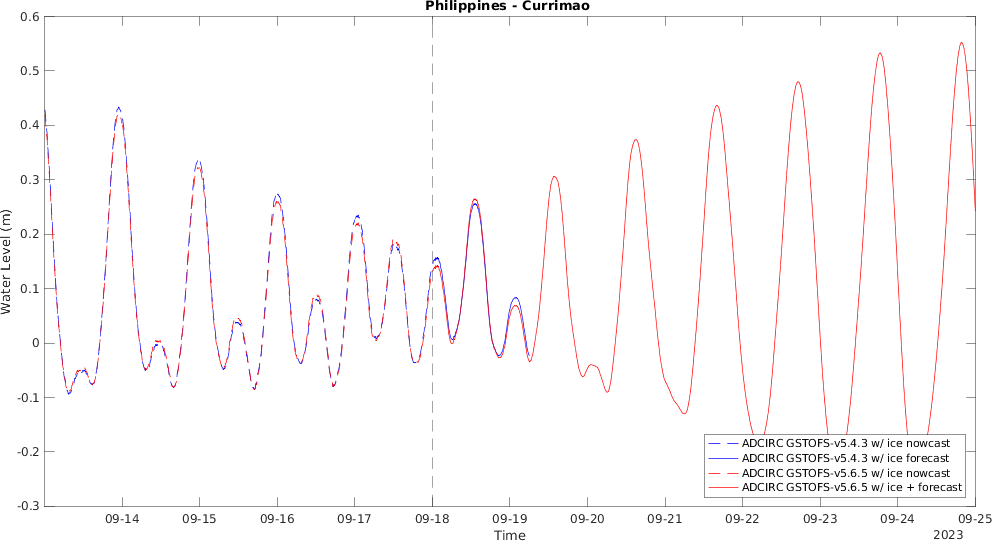 Philippines - Currimao
0.6
0.5
0.4
0.3
0.2
0.1
0
-0.1
-0.2
-0.3
Water Level (m)
ADCIRC GSTOFS-v5.4.3 w/ ice nowcast
ADCIRC GSTOFS-v5.4.3 w/ ice forecast
ADCIRC GSTOFS-v5.6.5 w/ ice nowcast
ADCIRC GSTOFS-v5.6.5 w/ ice + forecast
09-14 09-15 09-16 09-17 09-18 09-19 09-20 09-21 09-22 09-23 09-24 09-25
Time
2023